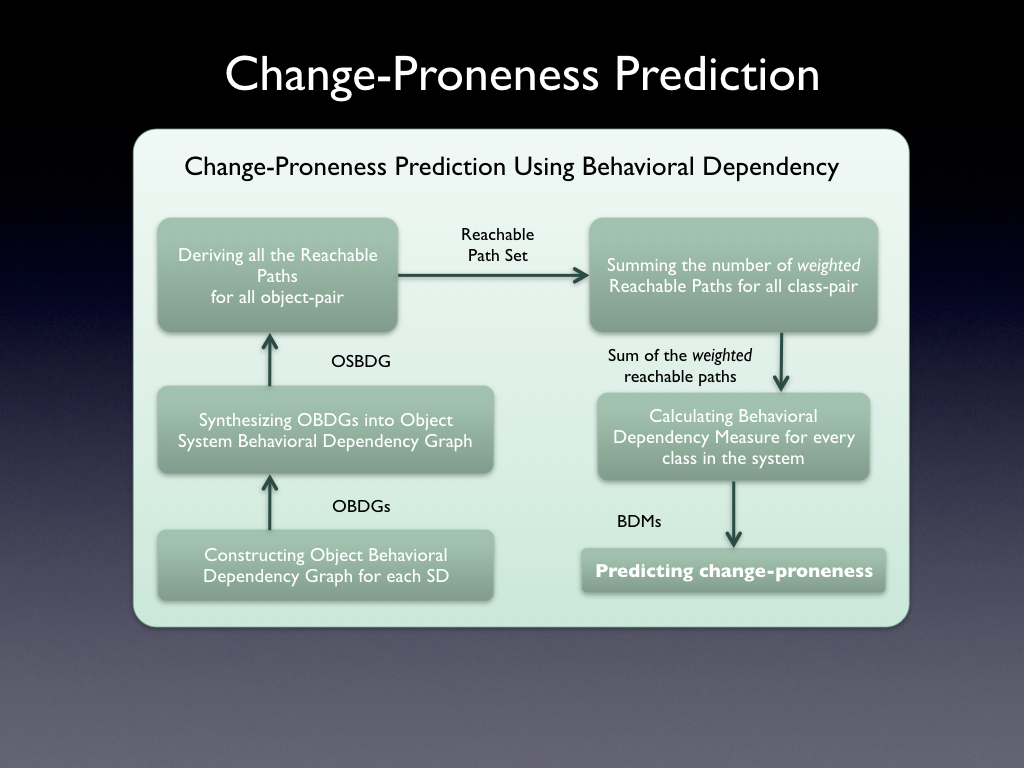 Change-Proneness Prediction
Change-Proneness Prediction Using Behavioral Dependency
Deriving all the Reachable
Paths
for all object-pair
Reachable
Path Set
Summing the number of weighted
Reachable Paths for all class-pair
OSBDG
Sum of the weighted
reachable paths
Synthesizing OBDGs into Object
System Behavioral Dependency Graph
Calculating Behavioral
Dependency Measure for every
class in the system
OBDGs
BDMs
Constructing Object Behavioral
Dependency Graph for each SD
Predicting change-proneness